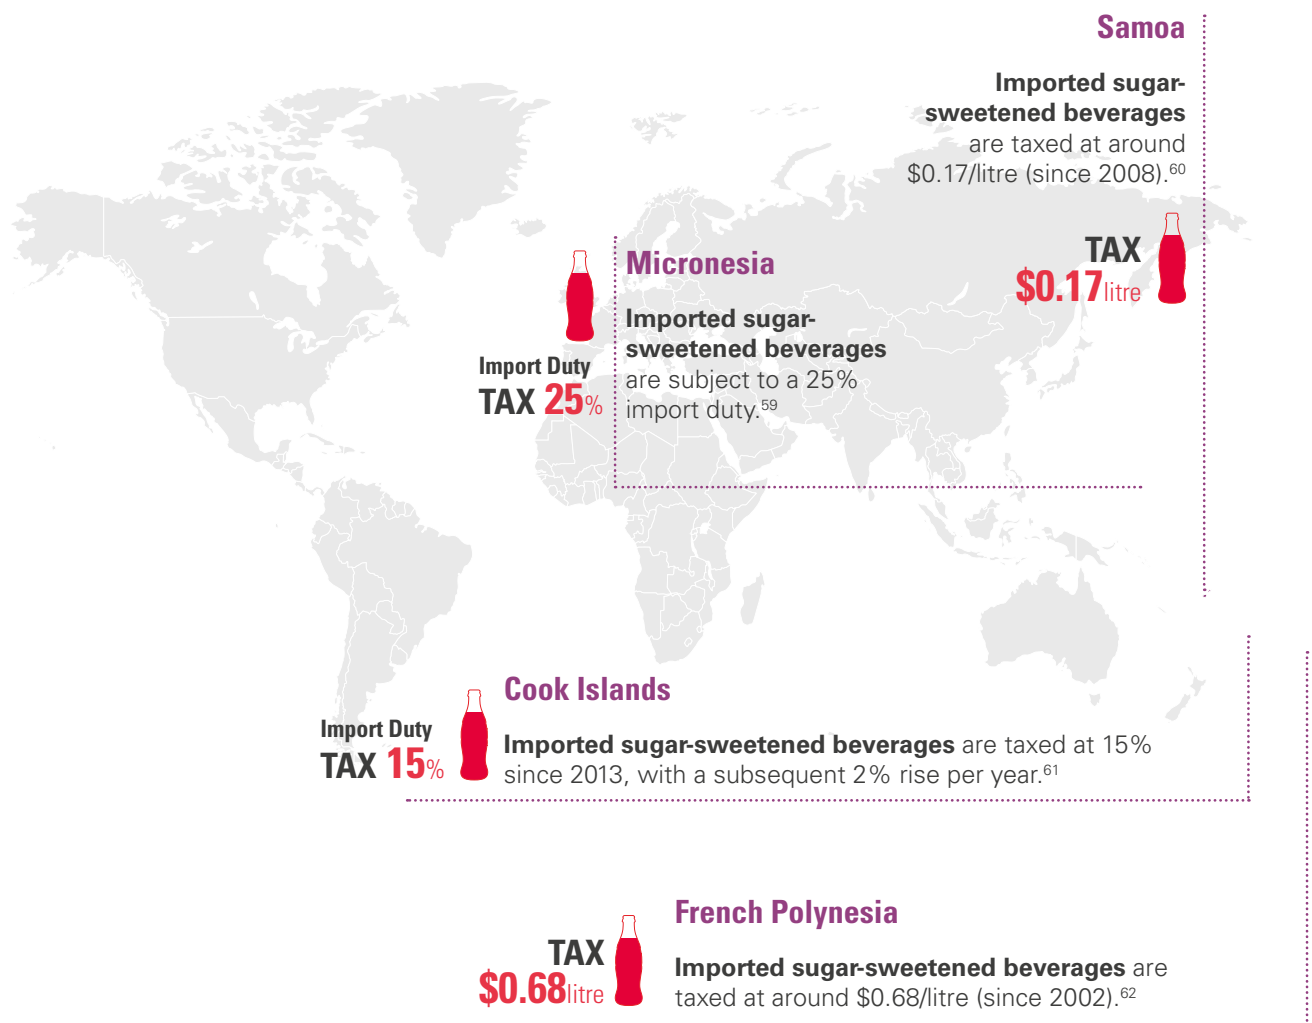 Samoa
Imported sugar-
sweetened beverages
are taxed at around
$0.17/litre (since 2008).60
TAX
$0.17litre
Micronesia
Imported sugar-
sweetened beverages
are subject to a 25%
import duty.59
Import Duty
TAX 25%
Cook Islands
Imported sugar-sweetened beverages are taxed at 15%
since 2013, with a subsequent 2% rise per year.61
Import Duty
TAX 15%
French Polynesia
Imported sugar-sweetened beverages are
taxed at around $0.68/litre (since 2002).62
TAX
$0.68litre